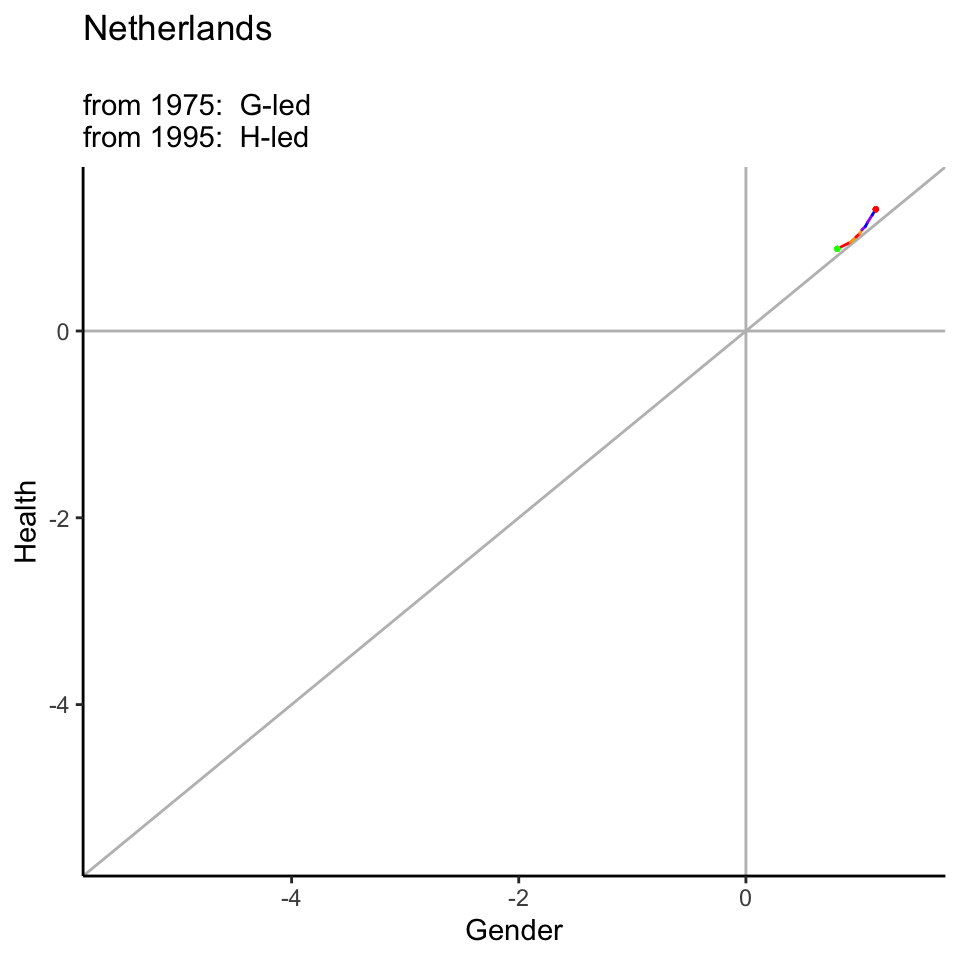 Netherlands
from 1975:  G-led
from 1995:  H-led
0
-2
-4
Health
-4
-2
0
Gender